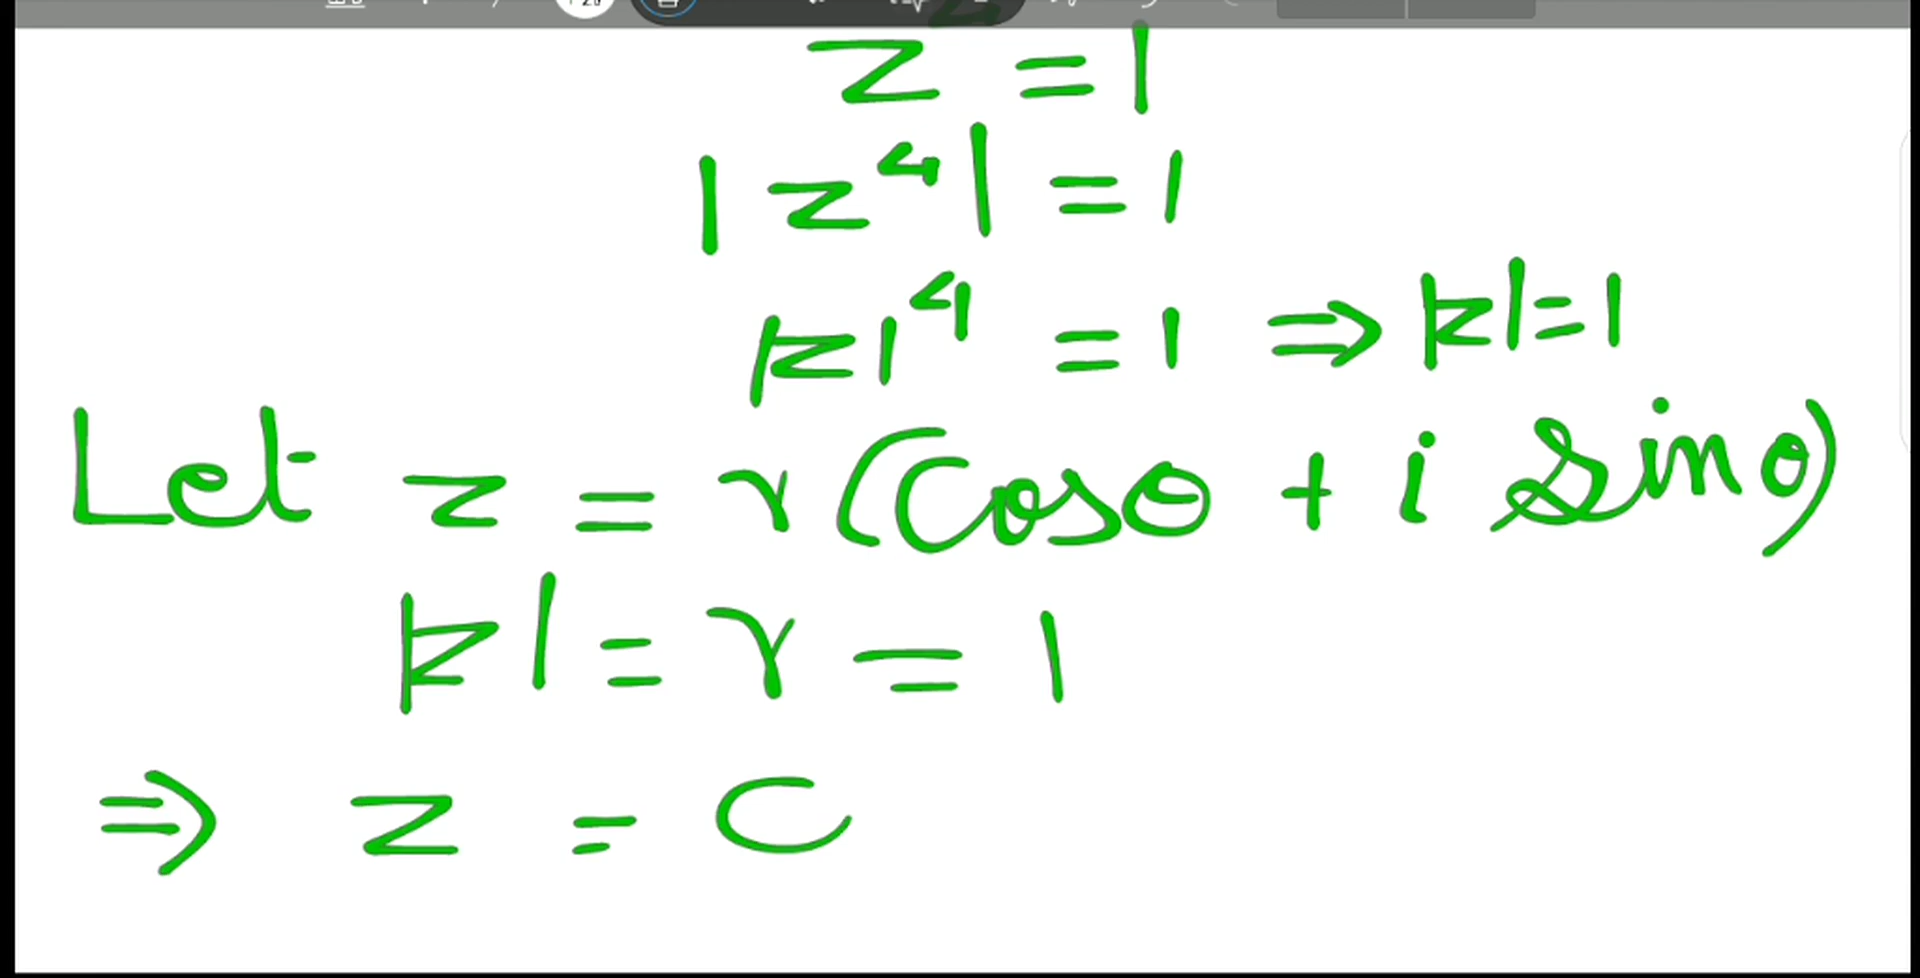 z = 1
|z⁴| = 1
|z|⁴ = 1 ⇒ |z| = 1
Let z = r(Cosθ + i Sinθ)
|z| = r = 1
⇒ z = C